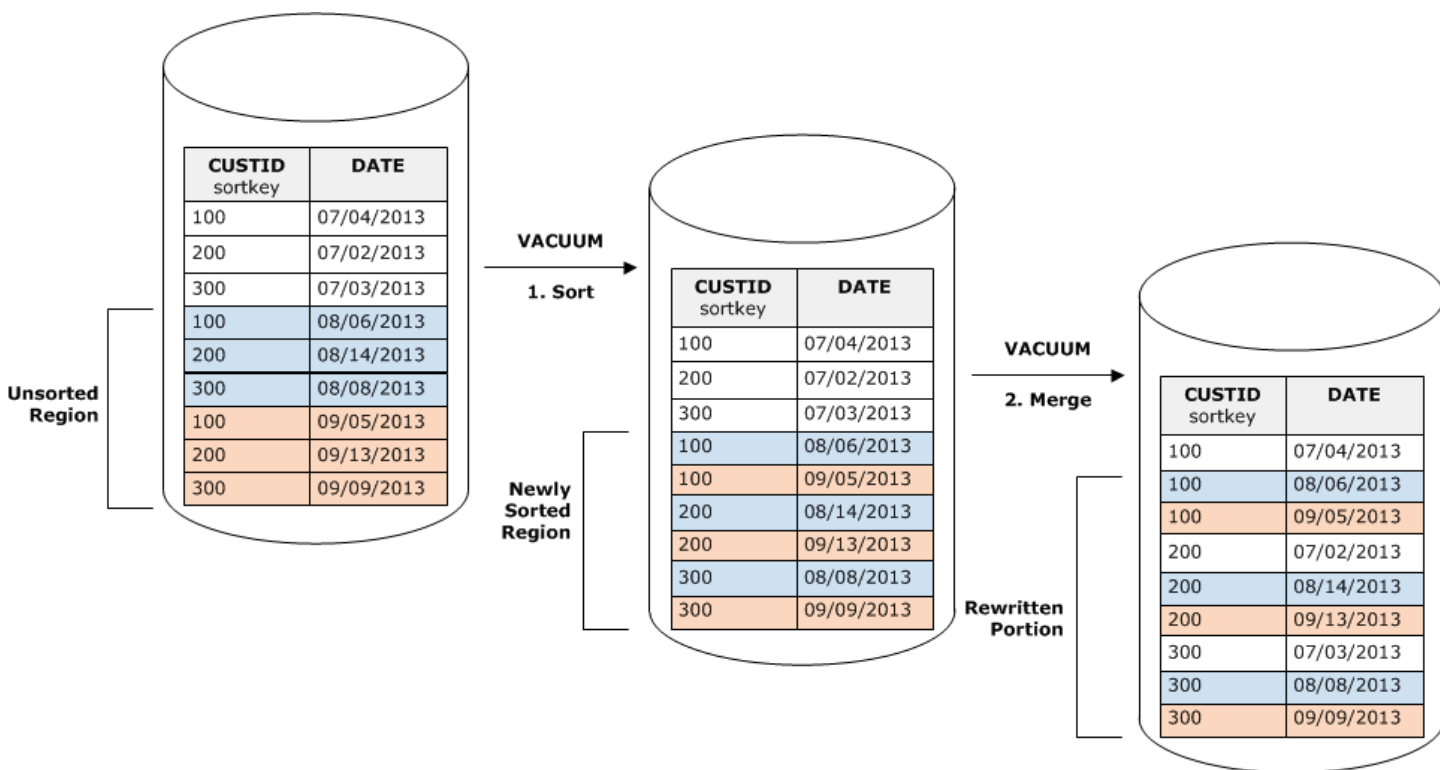 CUSTID DATE
sortkey
100 07/04/2013
200 07/02/2013
300 07/03/2013
100 08/06/2013
200 08/14/2013
300 08/08/2013
100 09/05/2013
200 09/13/2013
300 09/09/2013
Unsorted
Region
VACUUM
1. Sort
CUSTID DATE
sortkey
100 07/04/2013
200 07/02/2013
300 07/03/2013
100 08/06/2013
100 09/05/2013
200 08/14/2013
200 09/13/2013
300 08/08/2013
300 09/09/2013
Newly
Sorted
Region
VACUUM
2. Merge
CUSTID DATE
sortkey
100 07/04/2013
100 08/06/2013
100 09/05/2013
200 07/02/2013
200 08/14/2013
200 09/13/2013
300 07/03/2013
300 08/08/2013
300 09/09/2013
Rewritten
Portion